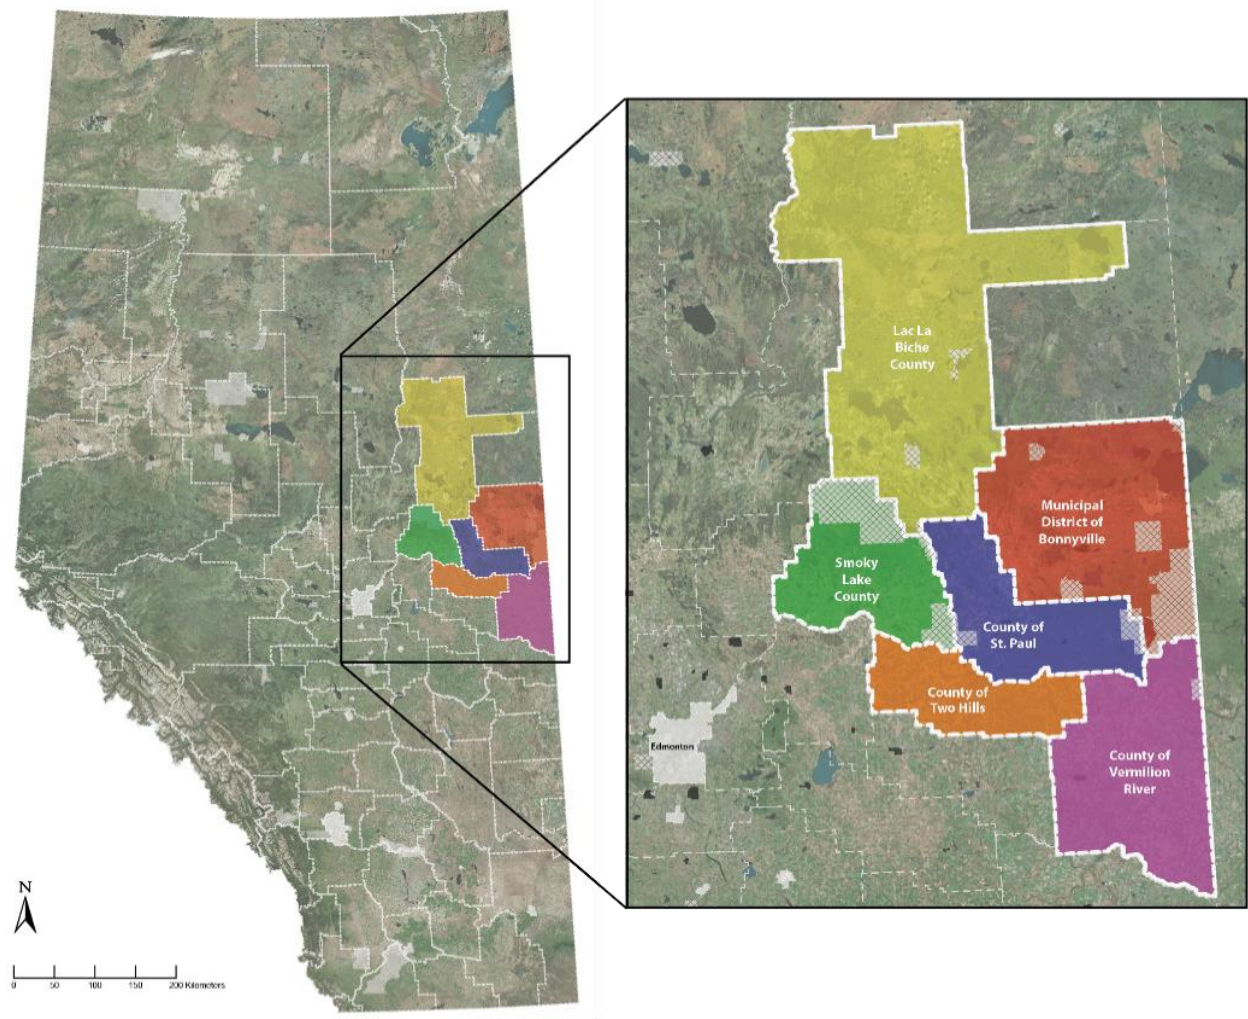 Lac La
Biche
County
Municipal
District of
Bonnyville
Smoky
Lake
County
County of
St. Paul
County of
Two Hills
Edmonton
County of
Vermilion
River
N
0 50 100 150 200 Kilometers